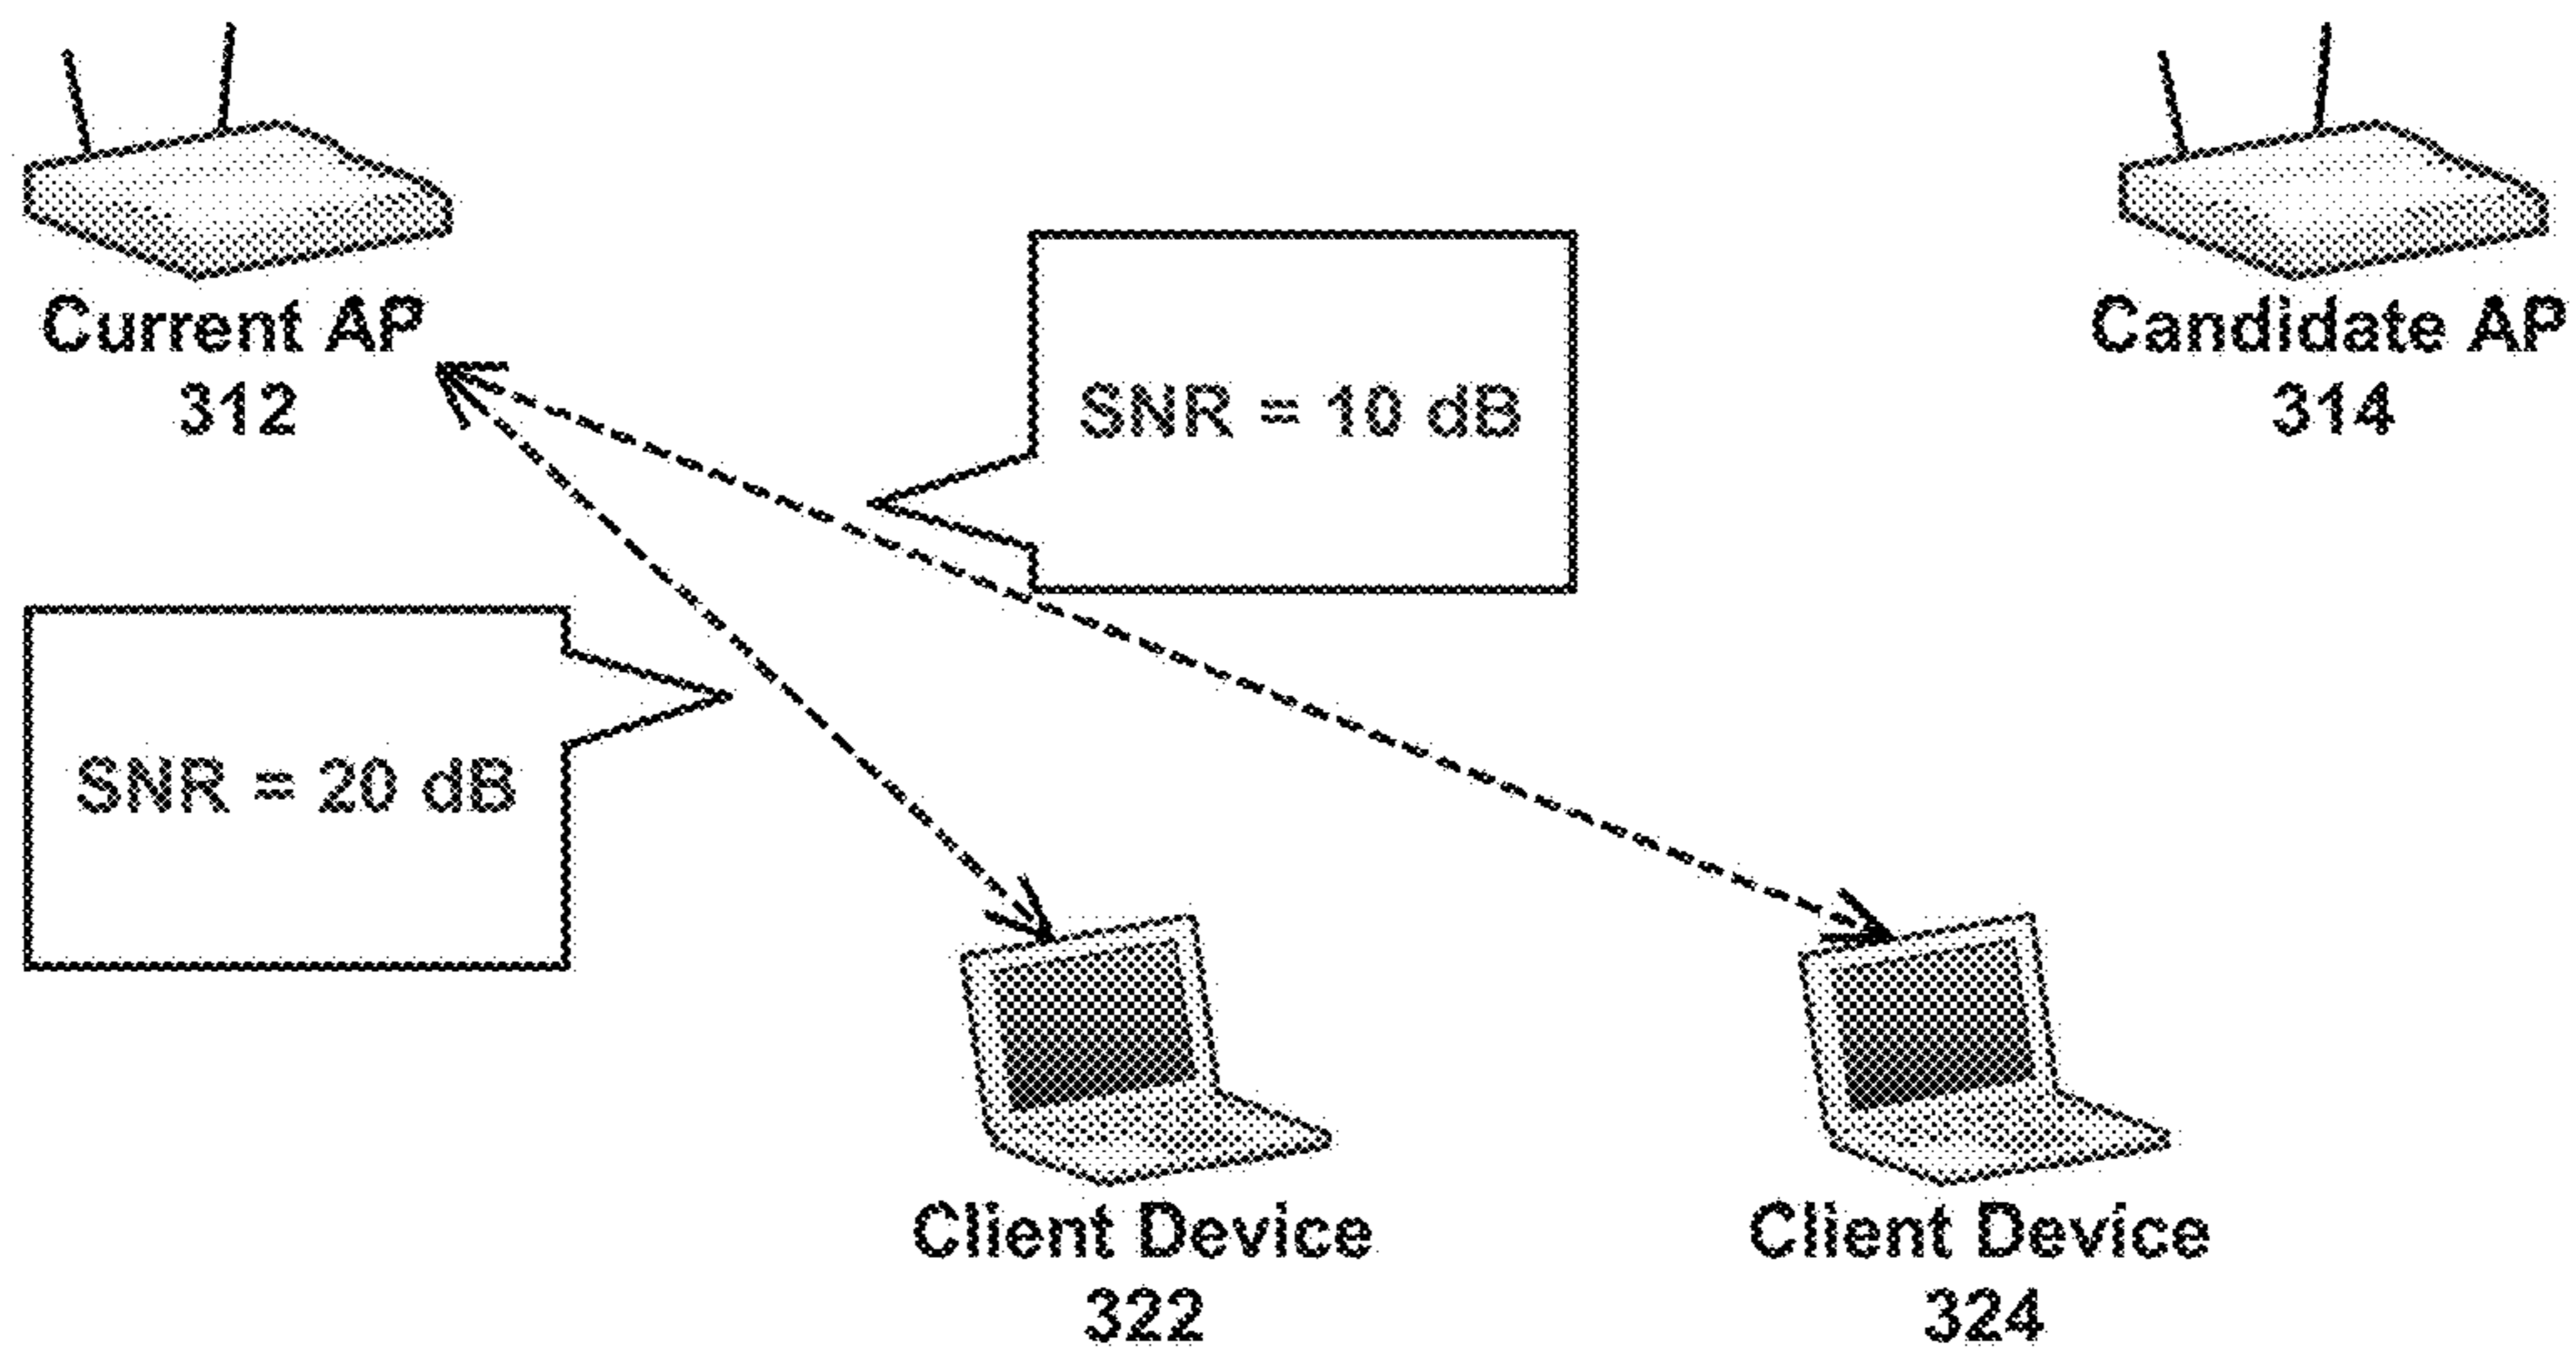 Current AP
312
Candidate AP
314
SNR = 10 dB
SNR = 20 dB
Client Device
322
Client Device
324